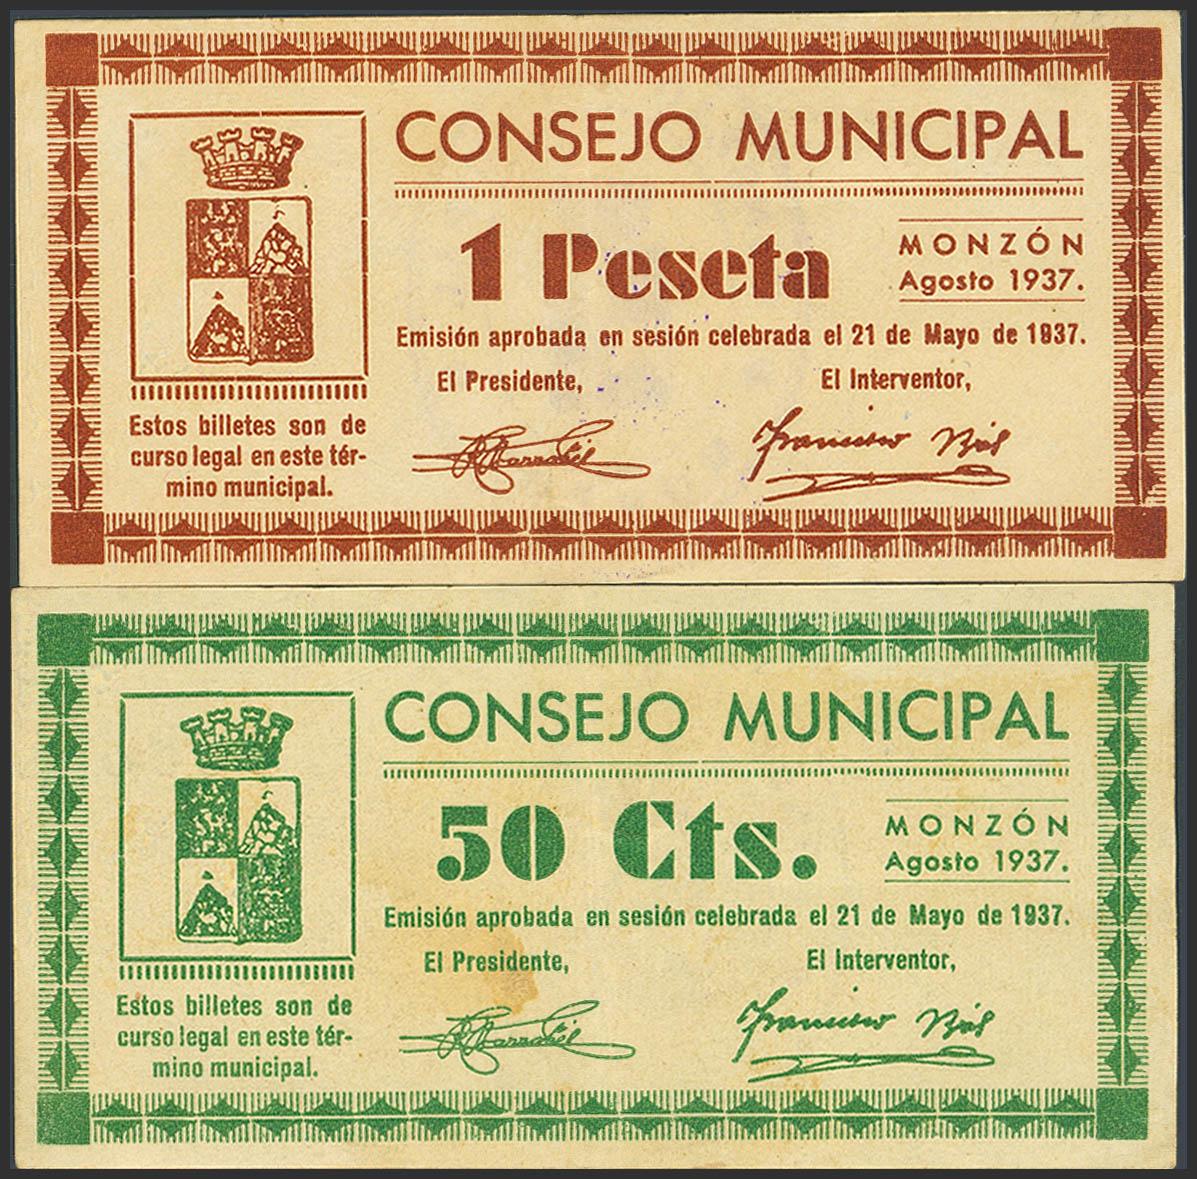 CONSEJO MUNICIPAL
1 Peseta
MONZÓN
Agosto 1937.
Emisión aprobada en sesión celebrada el 21 de Mayo de 1937.
El Presidente,
El Interventor,
Estos billetes son de
curso legal en este tér-
mino municipal.
CONSEJO MUNICIPAL
50 Cts.
MONZÓN
Agosto 1937.
Emisión aprobada en sesión celebrada el 21 de Mayo de 1937.
El Presidente,
El Interventor,
Estos billetes son de
curso legal en este tér-
mino municipal.